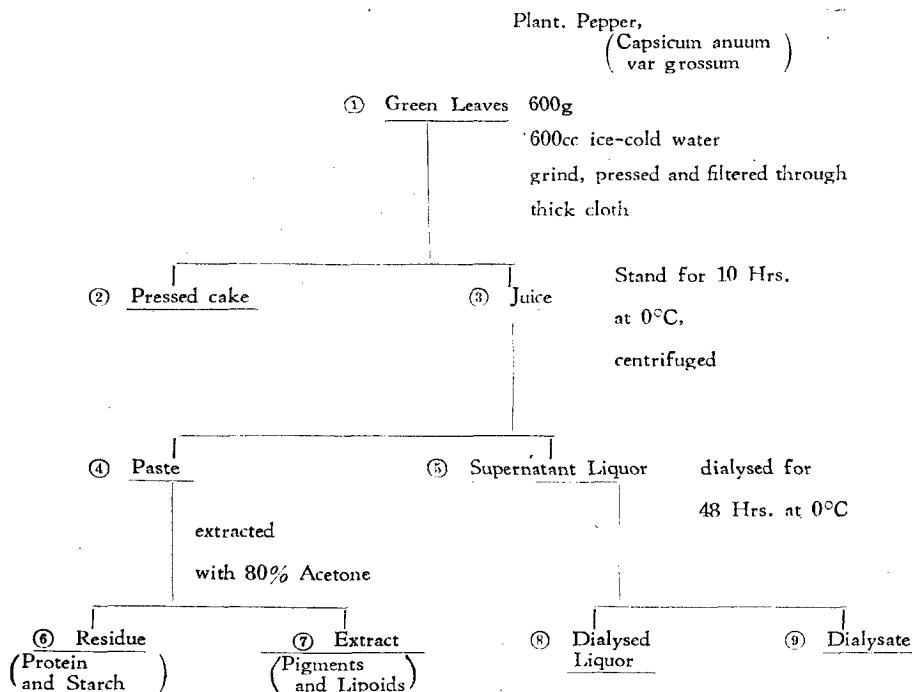 Plant. Pepper,
(Capsicum anuum
var grossum)
① Green Leaves 600g
600cc ice-cold water
grind, pressed and filtered through
thick cloth
② Pressed cake
③ Juice
Stand for 10 Hrs.
at 0°C,
centrifuged
④ Paste
⑤ Supernatant Liquor
dialysed for
48 Hrs. at 0°C
extracted
with 80% Acetone
⑥ Residue
(Protein
and Starch)
⑦ Extract
(Pigments
and Lipoids)
⑧ Dialysed
Liquor
⑨ Dialysate